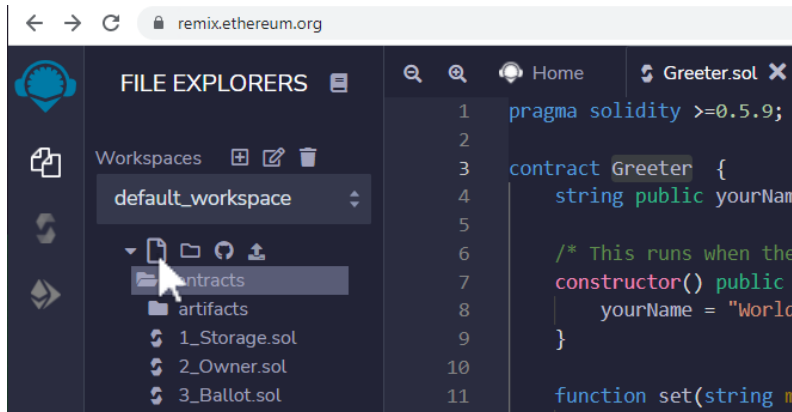 remix.ethereum.org
FILE EXPLORERS
Workspaces
default_workspace
contracts
artifacts
1_Storage.sol
2_Owner.sol
3_Ballot.sol
Home
Greeter.sol
1 pragma solidity >=0.5.9;
2
3 contract Greeter {
4 string public
5
6 /* This runs when the
7 constructor() public
8 yourName = "World
9 }
10
11 function set(string